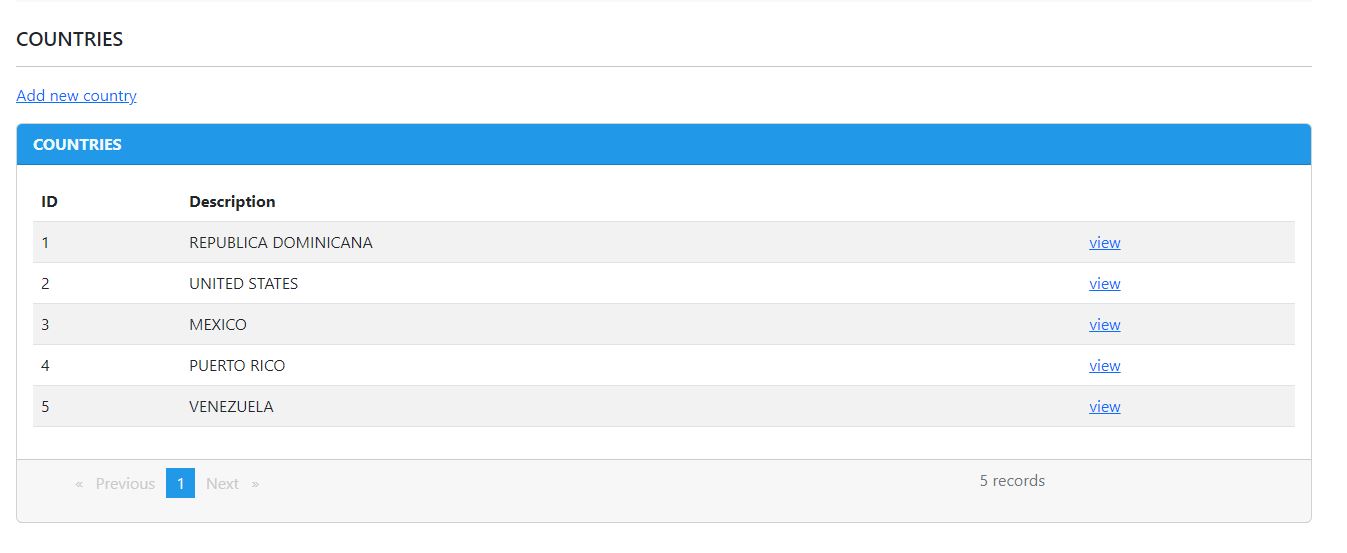 COUNTRIES
Add new country
COUNTRIES
ID Description
1 REPUBLICA DOMINICANA view
2 UNITED STATES view
3 MEXICO view
4 PUERTO RICO view
5 VENEZUELA view
« Previous 1 Next » 5 records